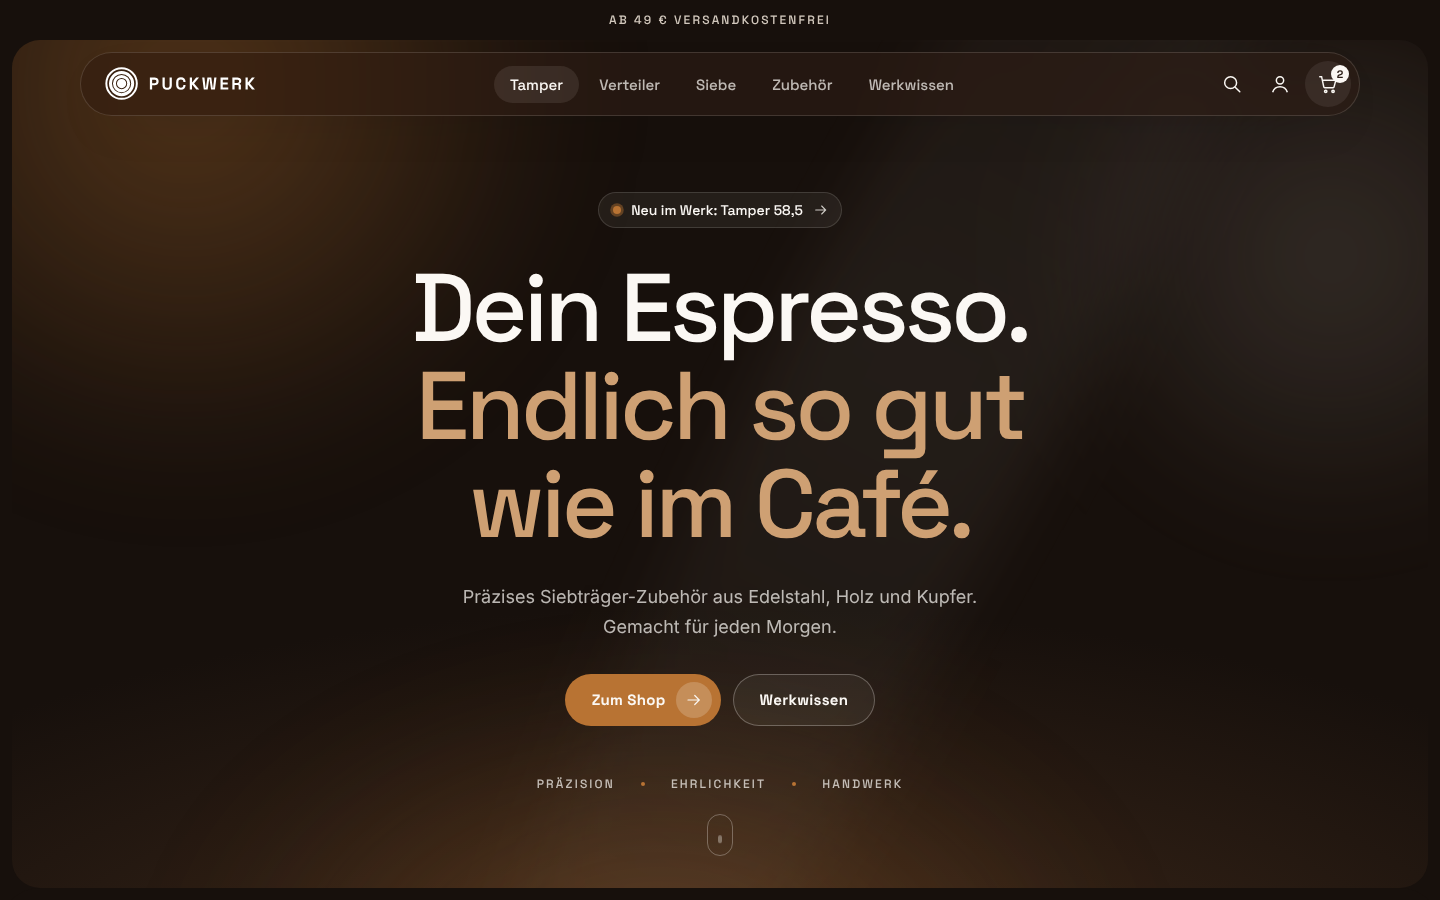 AB 49 € VERSANDKOSTENFREI
PUCKWERK
Tamper
Verteiler
Siebe
Zubehör
Werkwissen
2
Neu im Werk: Tamper 58,5 →
Dein Espresso.
Endlich so gut
wie im Café.
Präzises Siebträger-Zubehör aus Edelstahl, Holz und Kupfer.
Gemacht für jeden Morgen.
Zum Shop →
Werkwissen
PRÄZISION • EHRLICHKEIT • HANDWERK